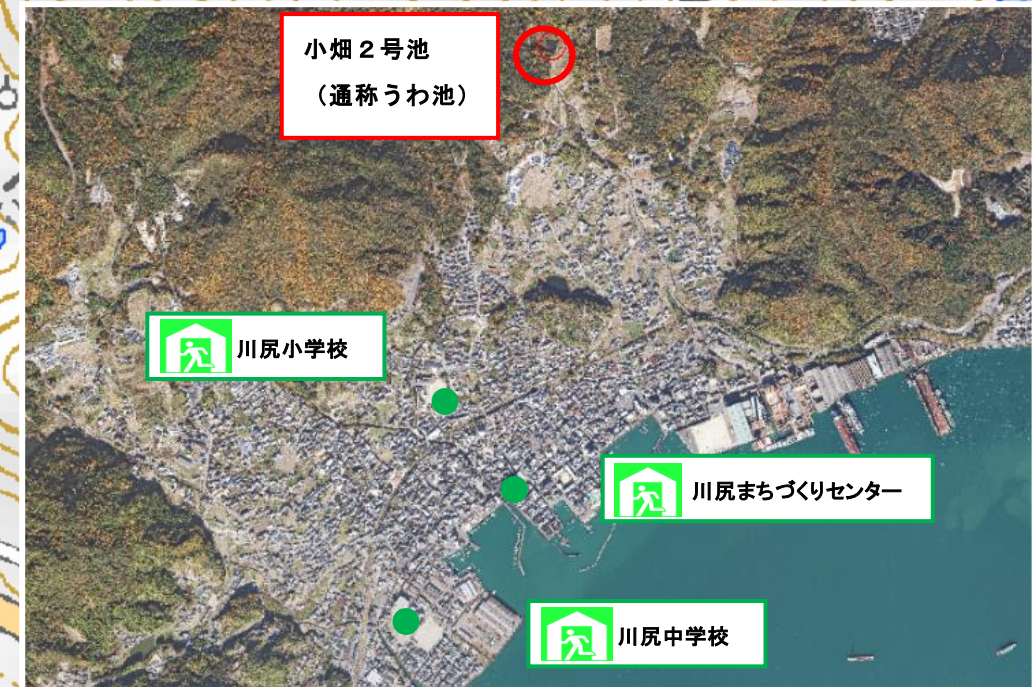 小畑２号池
（通称うわ池）
川尻小学校
川尻まちづくりセンター
川尻中学校